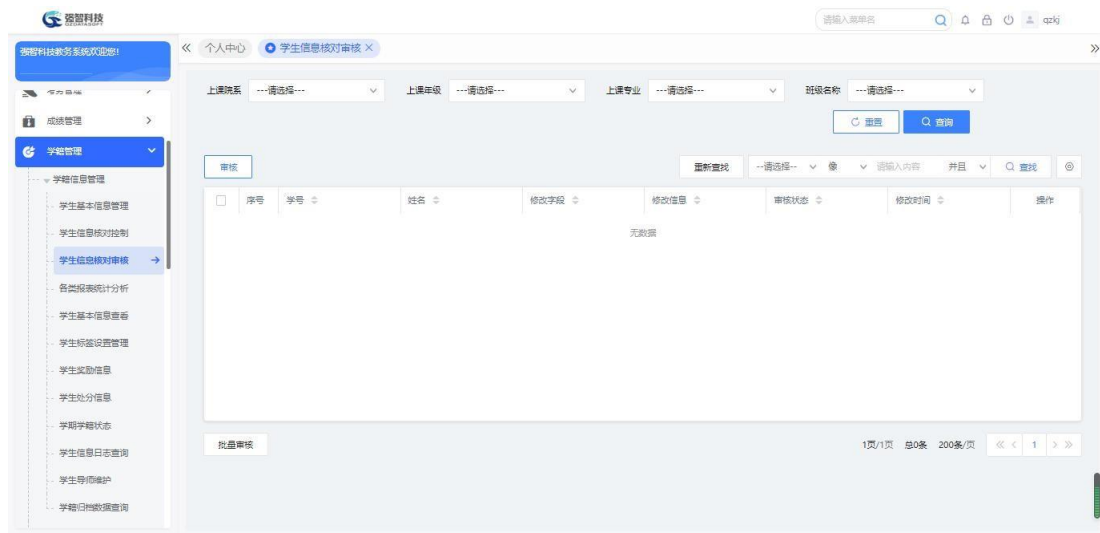 强智科技
QZDATASOFT
请输入菜单名
qzkj
强智科技教务系统欢迎您!
个人中心
学生信息核对审核
成绩管理
学籍管理
学籍信息管理
学生基本信息管理
学生信息核对控制
学生信息核对审核
各类报表统计分析
学生基本信息查看
学生标签设置管理
学生奖励信息
学生处分信息
学期学籍状态
学生信息日志查询
学生导师维护
学籍归档数据查询
上课院系 ---请选择--- 上课年级 ---请选择--- 上课专业 ---请选择--- 班级名称 ---请选择---
重置 查询
审核 重新查找 --请选择-- 像 请输入内容 并且 查找
序号 学号 姓名 修改字段 修改信息 审核状态 修改时间 操作
无数据
批量审核 1页/1页 总0条 200条/页 1